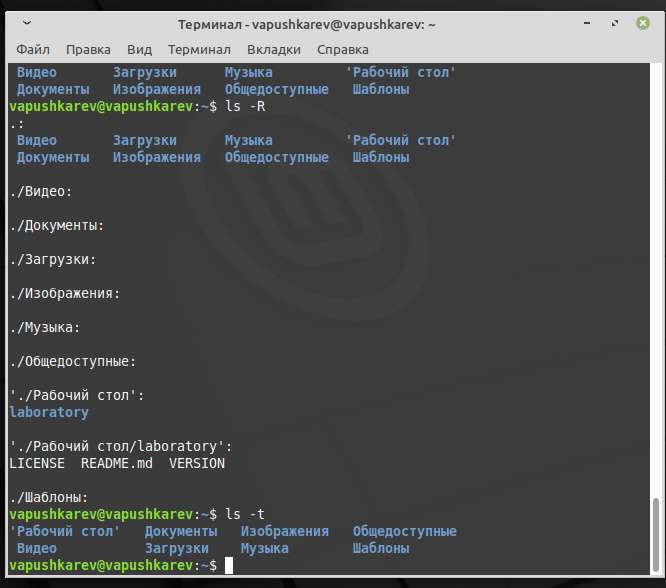 Терминал - vapushkarev@vapushkarev: ~
Файл Правка Вид Терминал Вкладки Справка
Видео Загрузки Музыка 'Рабочий стол'
Документы Изображения Общедоступные Шаблоны
vapushkarev@vapushkarev:~$ ls -R
.:
Видео Загрузки Музыка 'Рабочий стол'
Документы Изображения Общедоступные Шаблоны
./Видео:
./Документы:
./Загрузки:
./Изображения:
./Музыка:
./Общедоступные:
'./Рабочий стол':
laboratory
'./Рабочий стол/laboratory':
LICENSE README.md VERSION
./Шаблоны:
vapushkarev@vapushkarev:~$ ls -t
'Рабочий стол' Документы Изображения Общедоступные
Видео Загрузки Музыка Шаблоны
vapushkarev@vapushkarev:~$